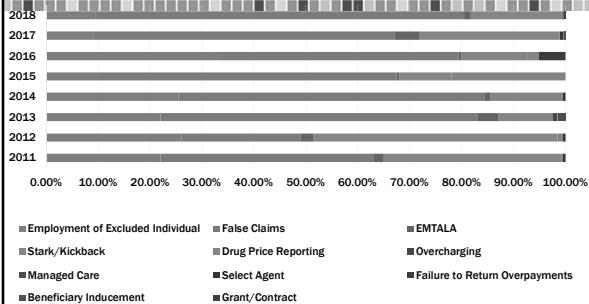 2018
2017
2016
2015
2014
2013
2012
2011
0.00% 10.00% 20.00% 30.00% 40.00% 50.00% 60.00% 70.00% 80.00% 90.00% 100.00%
Employment of Excluded Individual False Claims EMTALA
Stark/Kickback Drug Price Reporting Overcharging
Managed Care Select Agent Failure to Return Overpayments
Beneficiary Inducement Grant/Contract